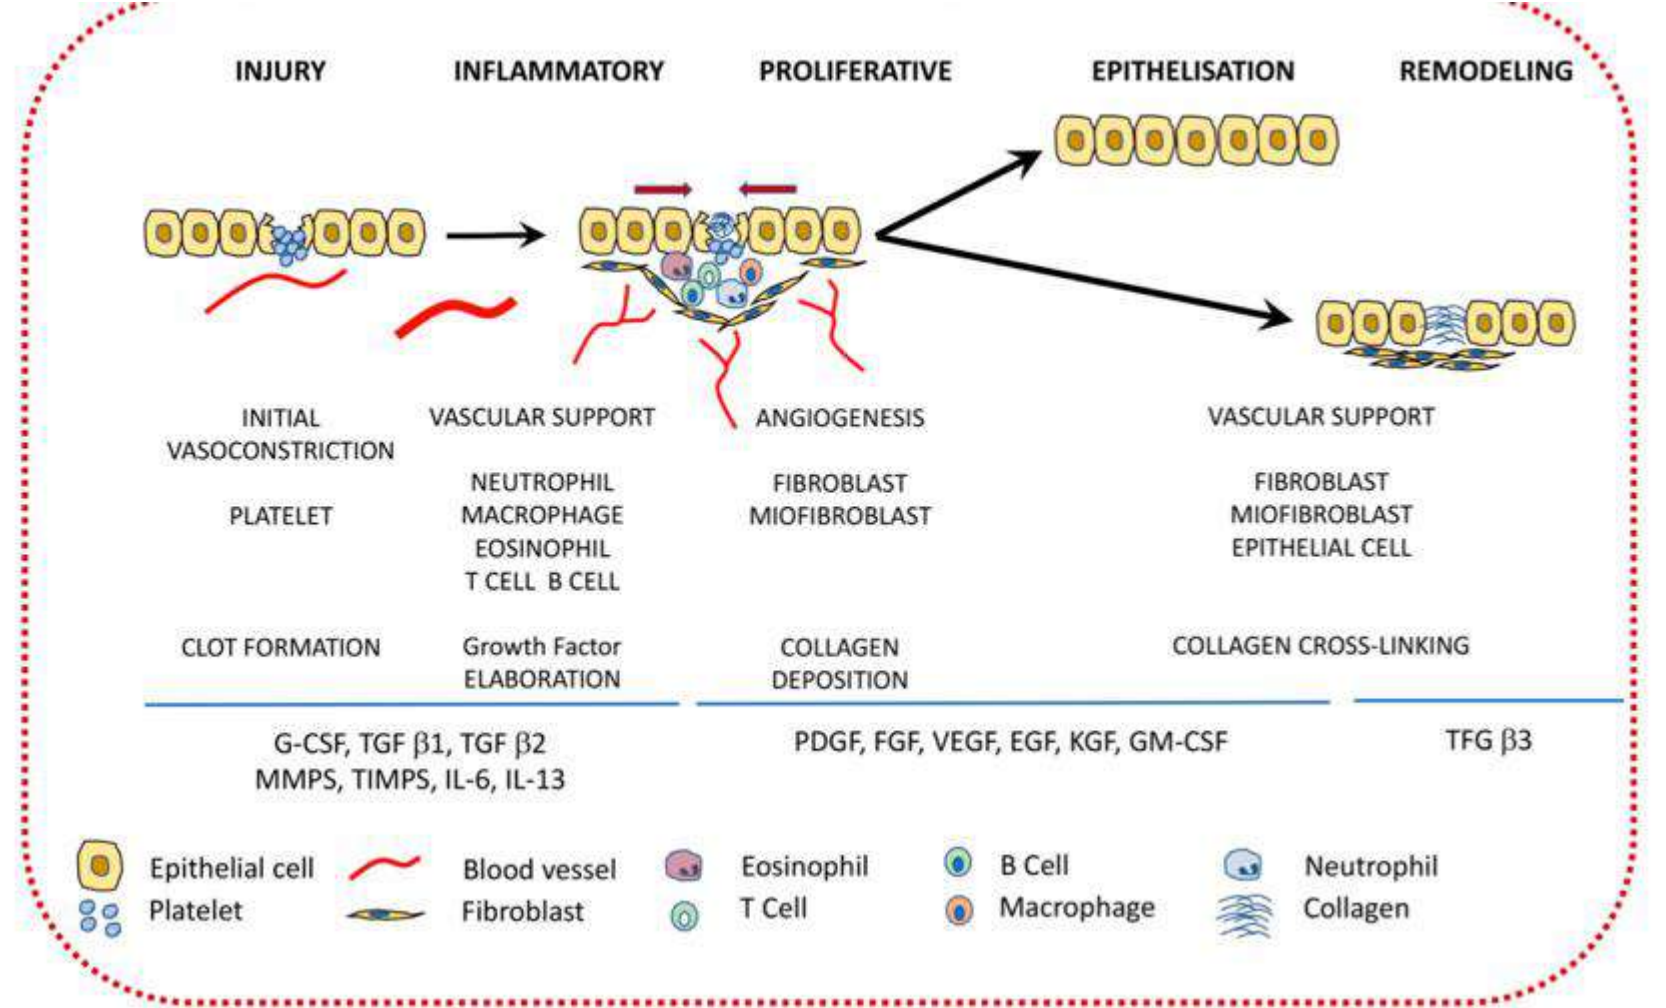 INJURY INFLAMMATORY PROLIFERATIVE EPITHELISATION REMODELING
INITIAL
VASOCONSTRICTION
PLATELET
CLOT FORMATION
VASCULAR SUPPORT
NEUTROPHIL
MACROPHAGE
EOSINOPHIL
T CELL B CELL
Growth Factor
ELABORATION
ANGIOGENESIS
FIBROBLAST
MIOFIBROBLAST
COLLAGEN
DEPOSITION
VASCULAR SUPPORT
FIBROBLAST
MIOFIBROBLAST
EPITHELIAL CELL
COLLAGEN CROSS-LINKING
G-CSF, TGF β1, TGF β2
MMPS, TIMPS, IL-6, IL-13
PDGF, FGF, VEGF, EGF, KGF, GM-CSF
TFG β3
Epithelial cell Blood vessel Eosinophil B Cell Neutrophil
Platelet Fibroblast T Cell Macrophage Collagen